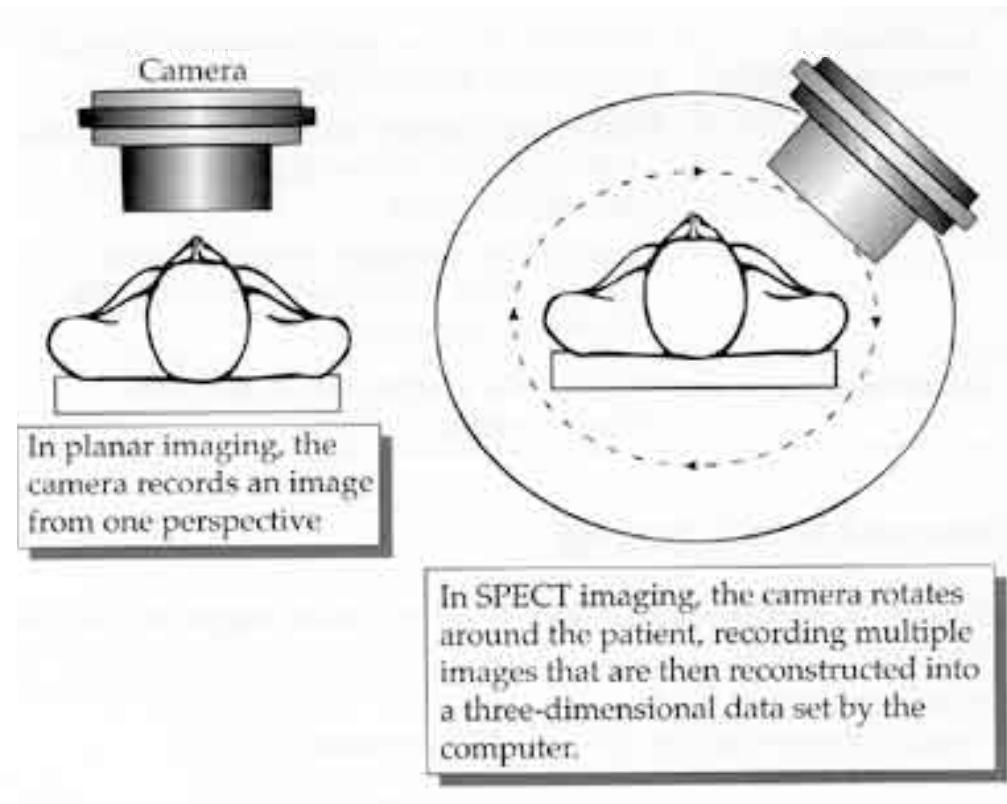 Camera
In planar imaging, the
camera records an image
from one perspective
In SPECT imaging, the camera rotates
around the patient, recording multiple
images that are then reconstructed into
a three-dimensional data set by the
computer.